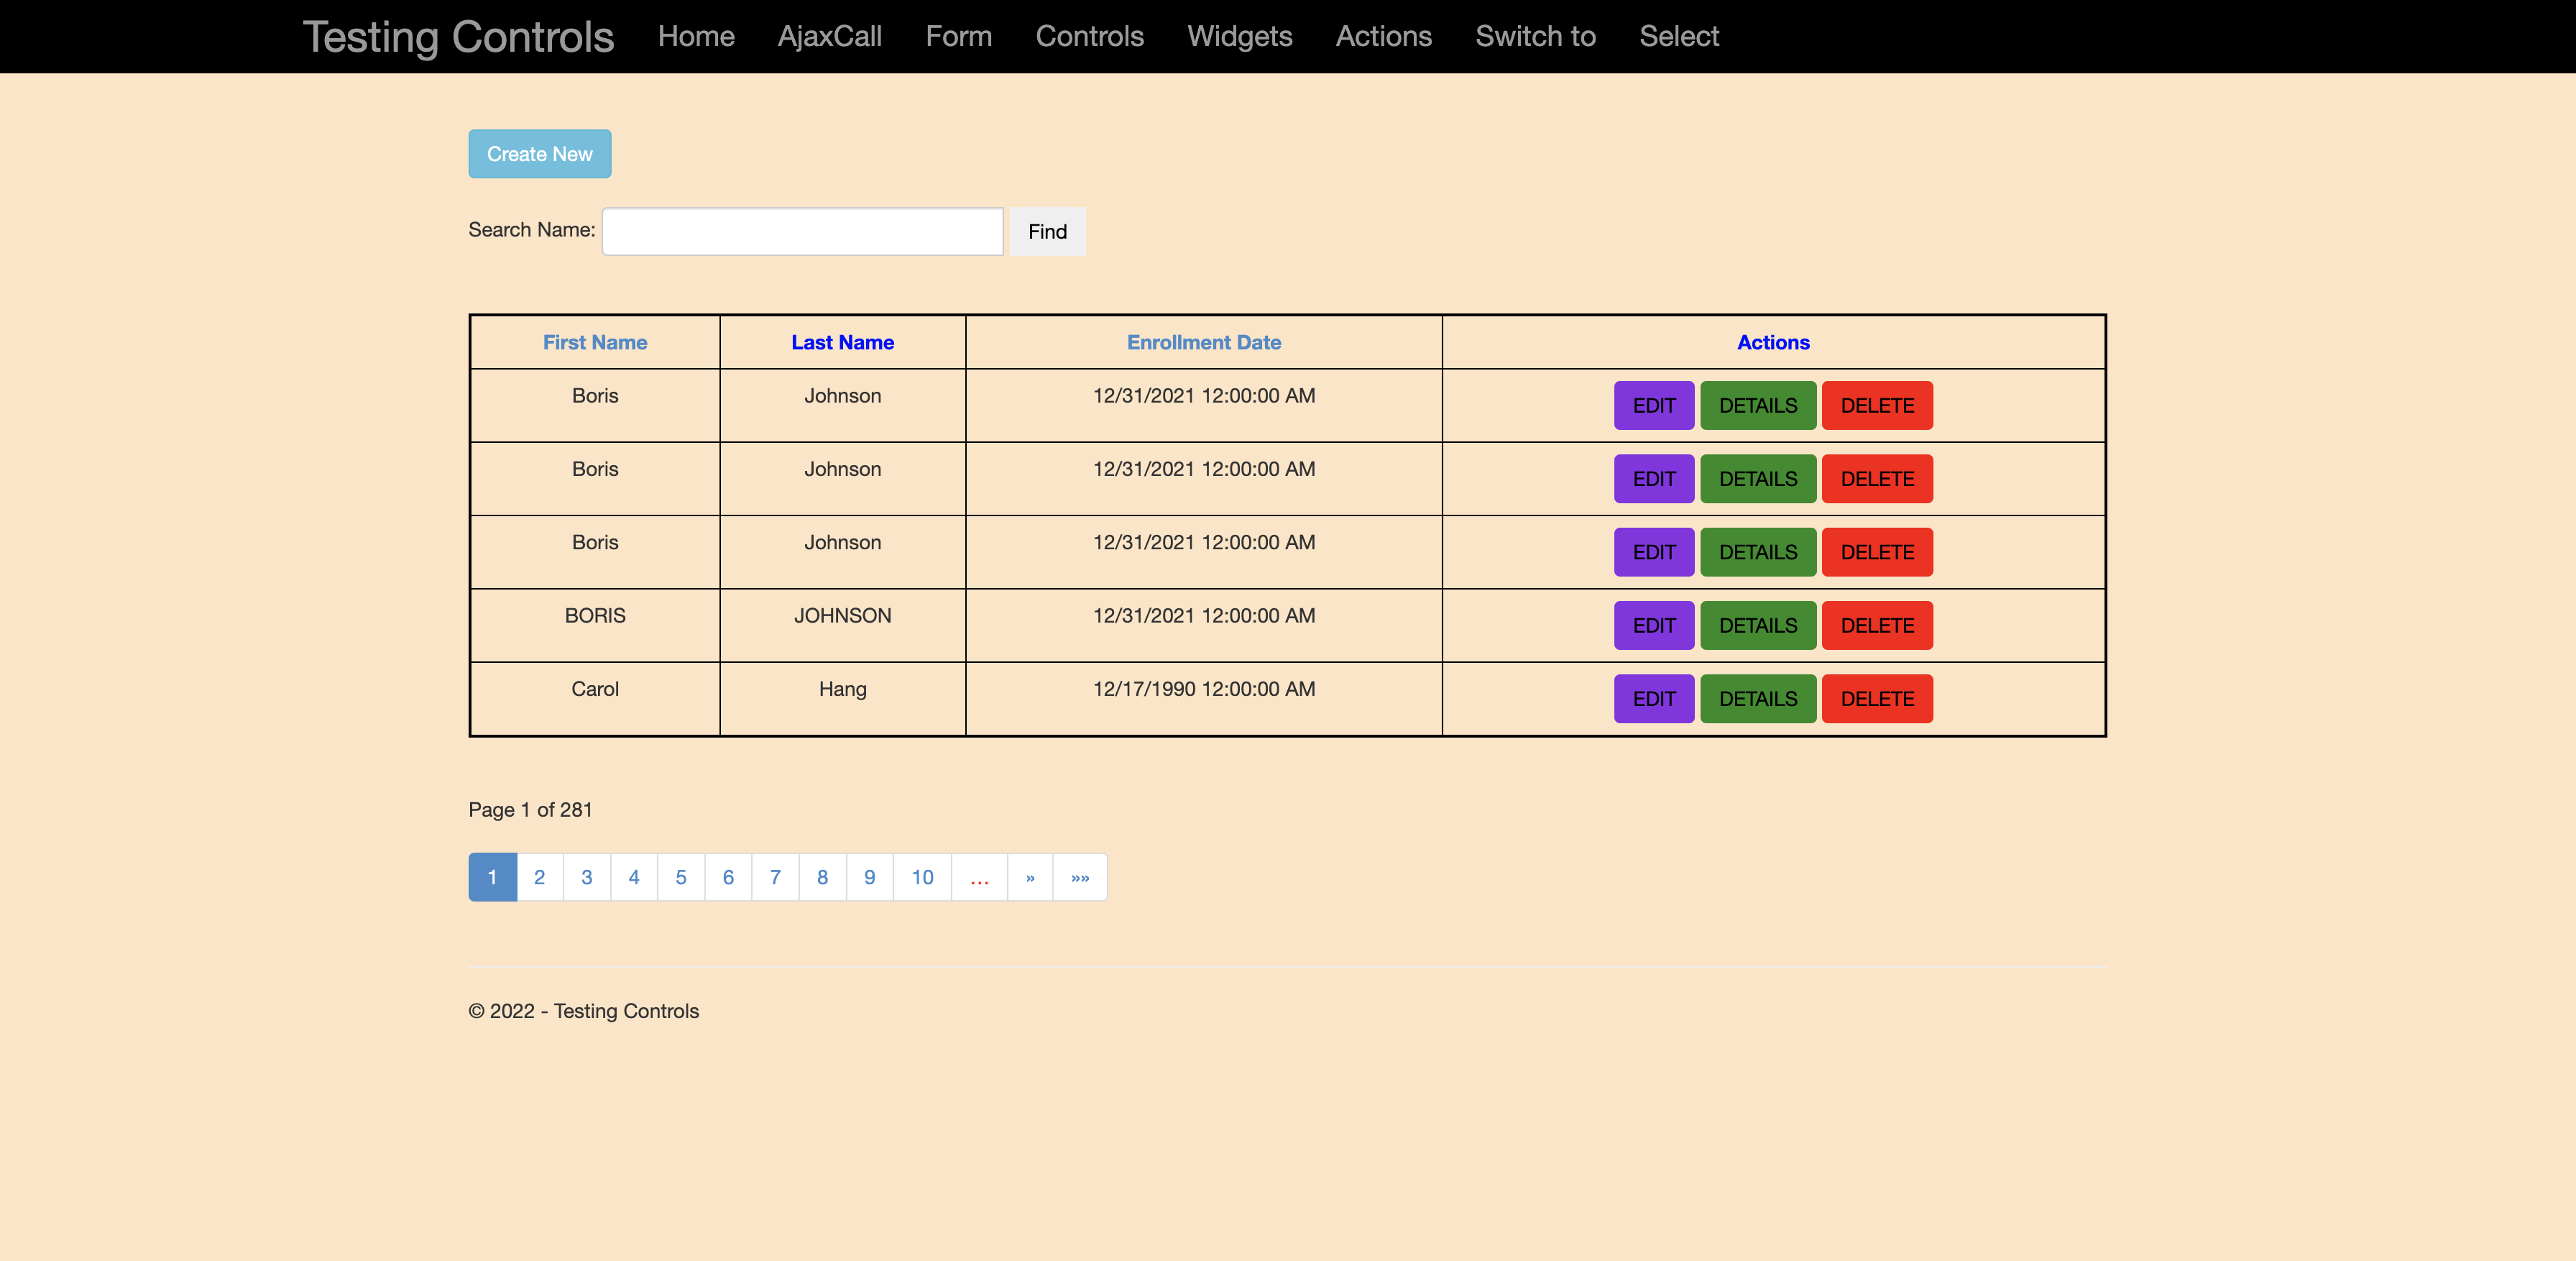 Testing Controls Home AjaxCall Form Controls Widgets Actions Switch to Select
Create New
Search Name: Find
First Name Last Name Enrollment Date Actions
Boris Johnson 12/31/2021 12:00:00 AM EDIT DETAILS DELETE
Boris Johnson 12/31/2021 12:00:00 AM EDIT DETAILS DELETE
Boris Johnson 12/31/2021 12:00:00 AM EDIT DETAILS DELETE
BORIS JOHNSON 12/31/2021 12:00:00 AM EDIT DETAILS DELETE
Carol Hang 12/17/1990 12:00:00 AM EDIT DETAILS DELETE
Page 1 of 281
1 2 3 4 5 6 7 8 9 10 ... » »»
© 2022 - Testing Controls